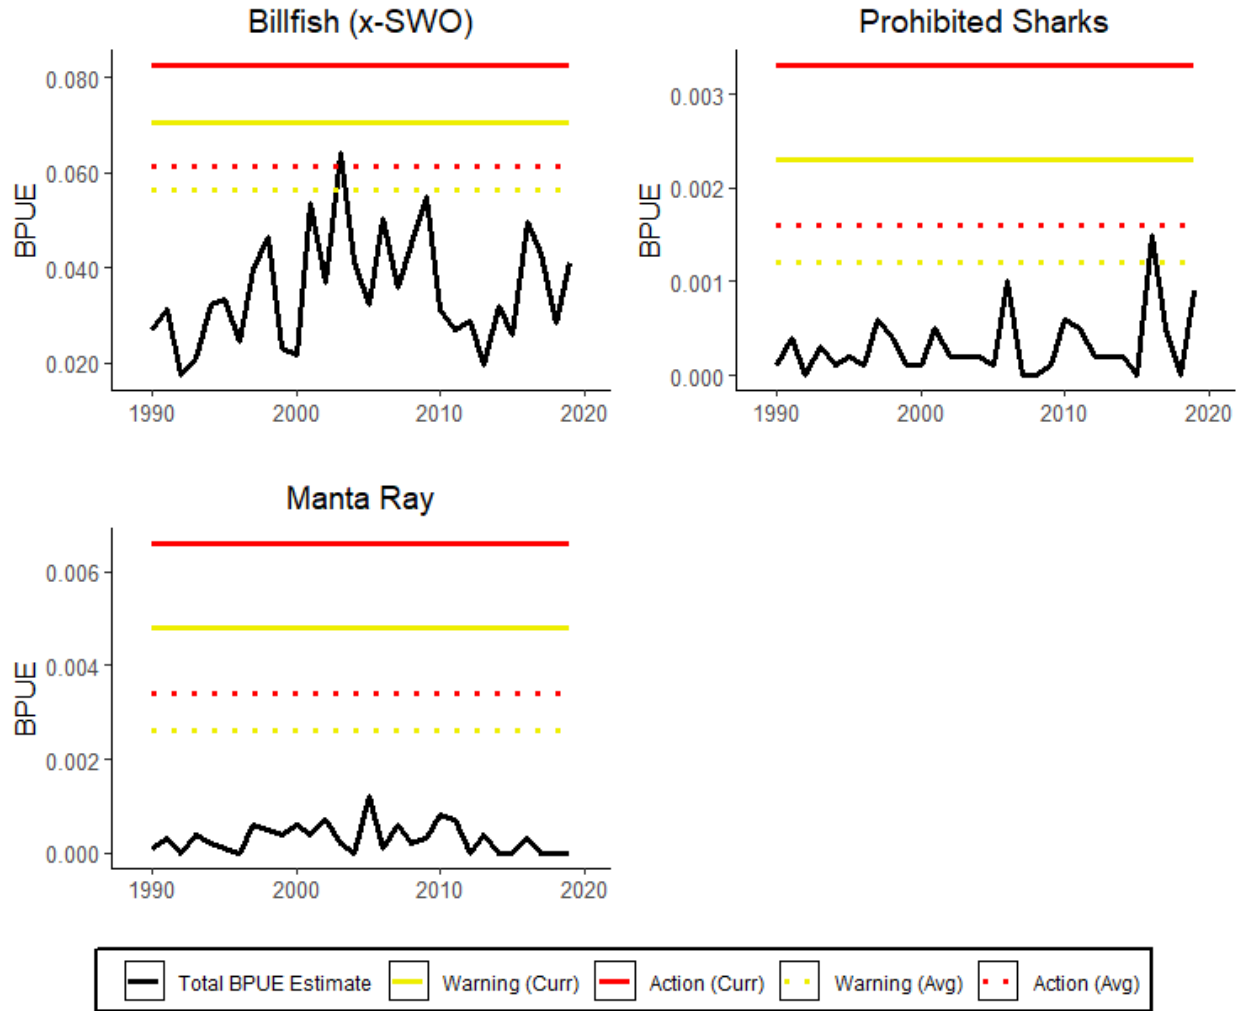 Billfish (x-SWO)
BPUE
0.080
0.060
0.040
0.020
1990 2000 2010 2020
Prohibited Sharks
BPUE
0.003
0.002
0.001
0.000
1990 2000 2010 2020
Manta Ray
BPUE
0.006
0.004
0.002
0.000
1990 2000 2010 2020
Total BPUE Estimate Warning (Curr) Action (Curr) Warning (Avg) Action (Avg)